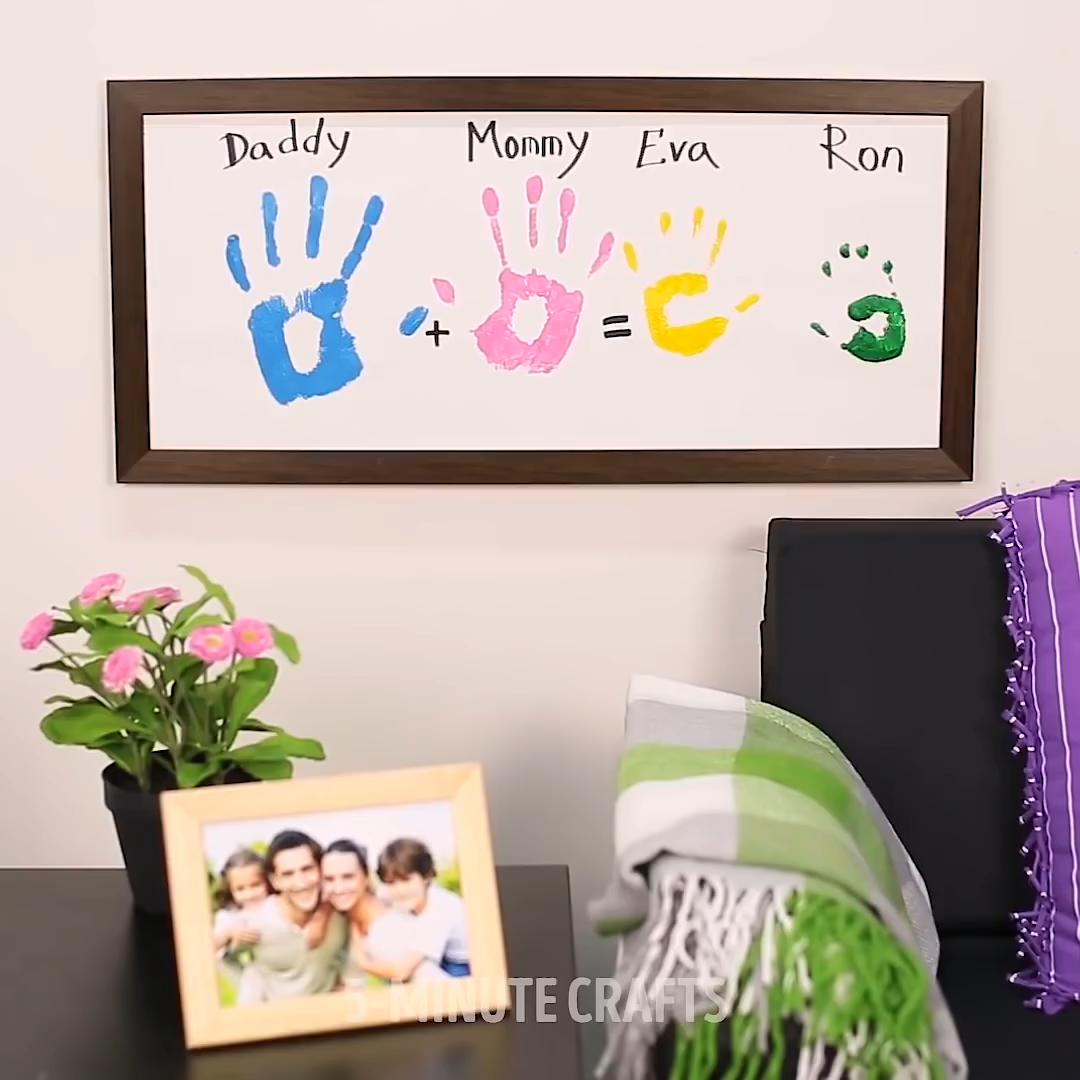 Daddy Mommy Eva Ron
+ =
5-MINUTE CRAFTS